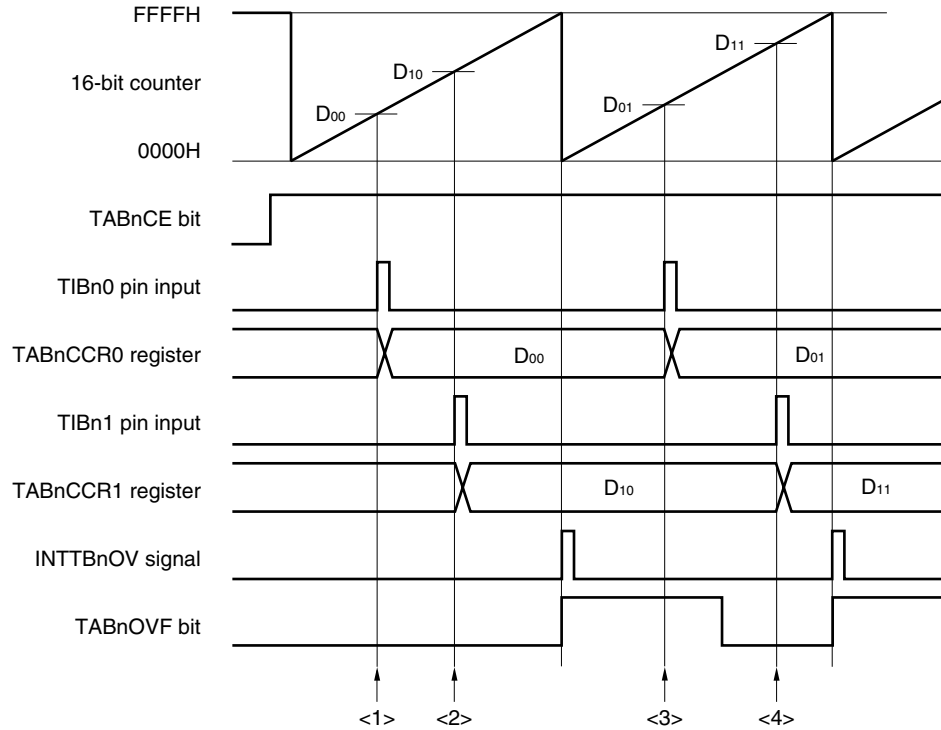 FFFFH
16-bit counter
0000H
D00
D10
D01
D11
TABnCE bit
TIBn0 pin input
TABnCCR0 register
D00
D01
TIBn1 pin input
TABnCCR1 register
D10
D11
INTTBnOV signal
TABnOVF bit
<1> <2> <3> <4>